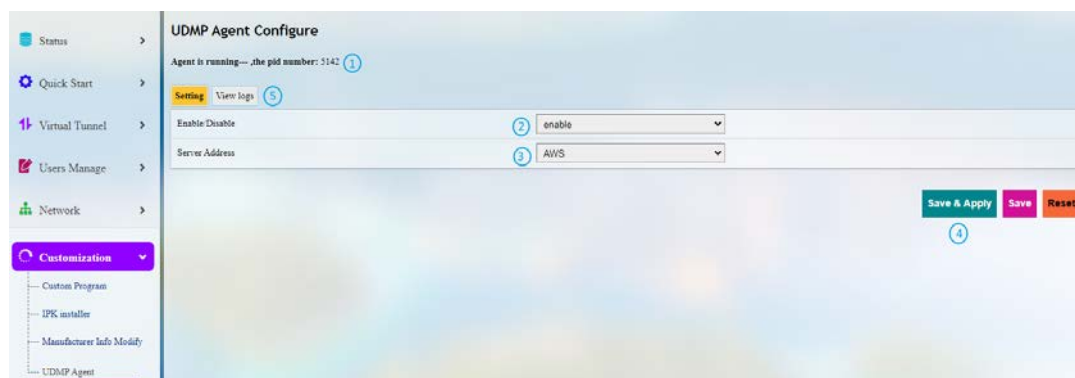 Status
Quick Start
Virtual Tunnel
Users Manage
Network
Customization
Custom Program
IPK installer
Manufacturer Info Modify
UDMP Agent
UDMP Agent Configure
Agent is running--- ,the pid number: 5142 1
Setting View logs 5
Enable/Disable 2 enable
Server Address 3 AWS
Save & Apply Save Reset
4